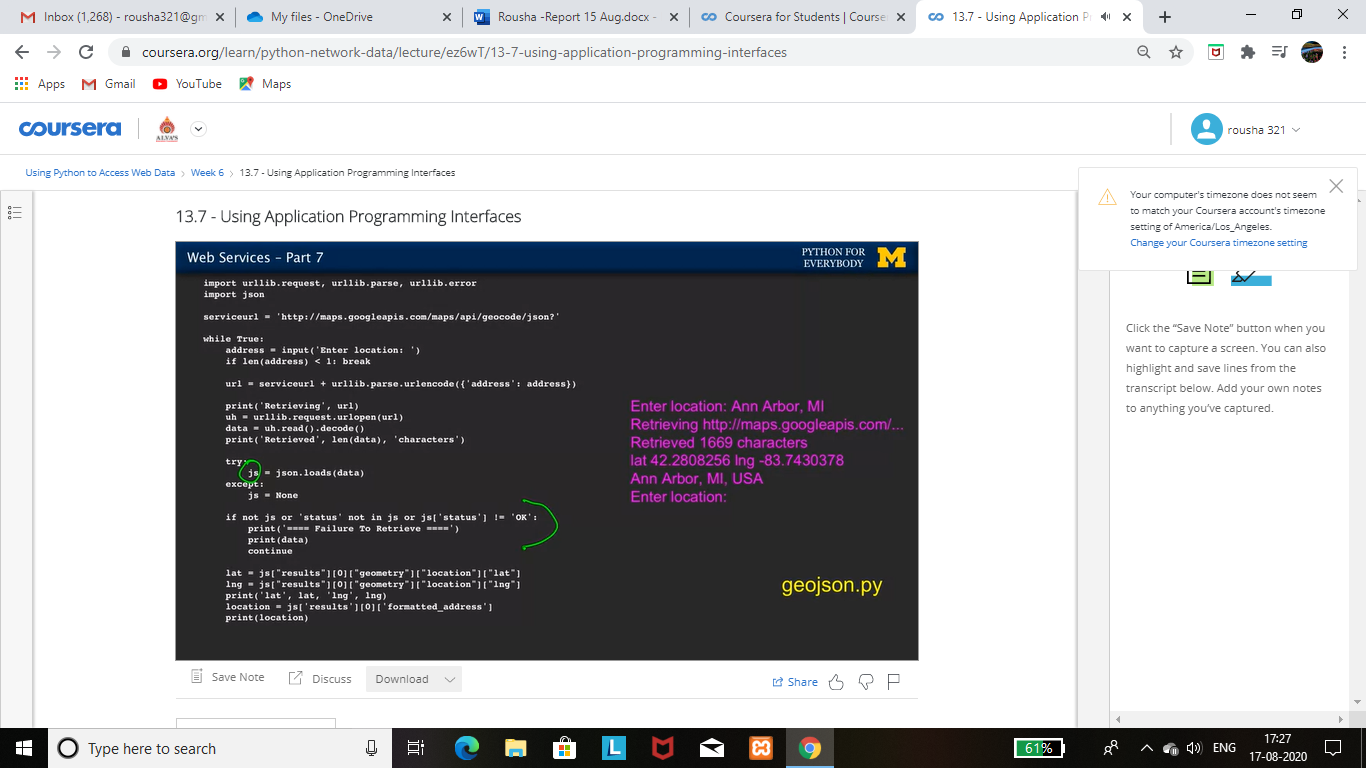 Inbox (1,268) - rousha321@gm
My files - OneDrive
Rousha -Report 15 Aug.docx -
Coursera for Students | Course
13.7 - Using Application P
coursera.org/learn/python-network-data/lecture/ez6wT/13-7-using-application-programming-interfaces
Apps
Gmail
YouTube
Maps
coursera
ALVA'S
rousha 321
Using Python to Access Web Data > Week 6 > 13.7 - Using Application Programming Interfaces
Your computer's timezone does not seem
to match your Coursera account's timezone
setting of America/Los_Angeles.
Change your Coursera timezone setting
13.7 - Using Application Programming Interfaces
Web Services – Part 7
PYTHON FOR
EVERYBODY
M
import urllib.request, urllib.parse, urllib.error
import json
serviceurl = 'http://maps.googleapis.com/maps/api/geocode/json?'
while True:
address = input('Enter location: ')
if len(address) < 1: break
url = serviceurl + urllib.parse.urlencode({'address': address})
print('Retrieving', url)
uh = urllib.request.urlopen(url)
data = uh.read().decode()
print('Retrieved', len(data), 'characters')
try:
js = json.loads(data)
except:
js = None
if not js or 'status' not in js or js['status'] != 'OK':
print('==== Failure To Retrieve ====')
print(data)
continue
lat = js["results"][0]["geometry"]["location"]["lat"]
lng = js["results"][0]["geometry"]["location"]["lng"]
print('lat', lat, 'lng', lng)
location = js['results'][0]['formatted_address']
print(location)
Enter location: Ann Arbor, MI
Retrieving http://maps.googleapis.com/...
Retrieved 1669 characters
lat 42.2808256 lng -83.7430378
Ann Arbor, MI, USA
Enter location:
geojson.py
Click the “Save Note” button when you
want to capture a screen. You can also
highlight and save lines from the
transcript below. Add your own notes
to anything you’ve captured.
Save Note
Discuss
Download
Share
Type here to search
61%
ENG
17:27
17-08-2020